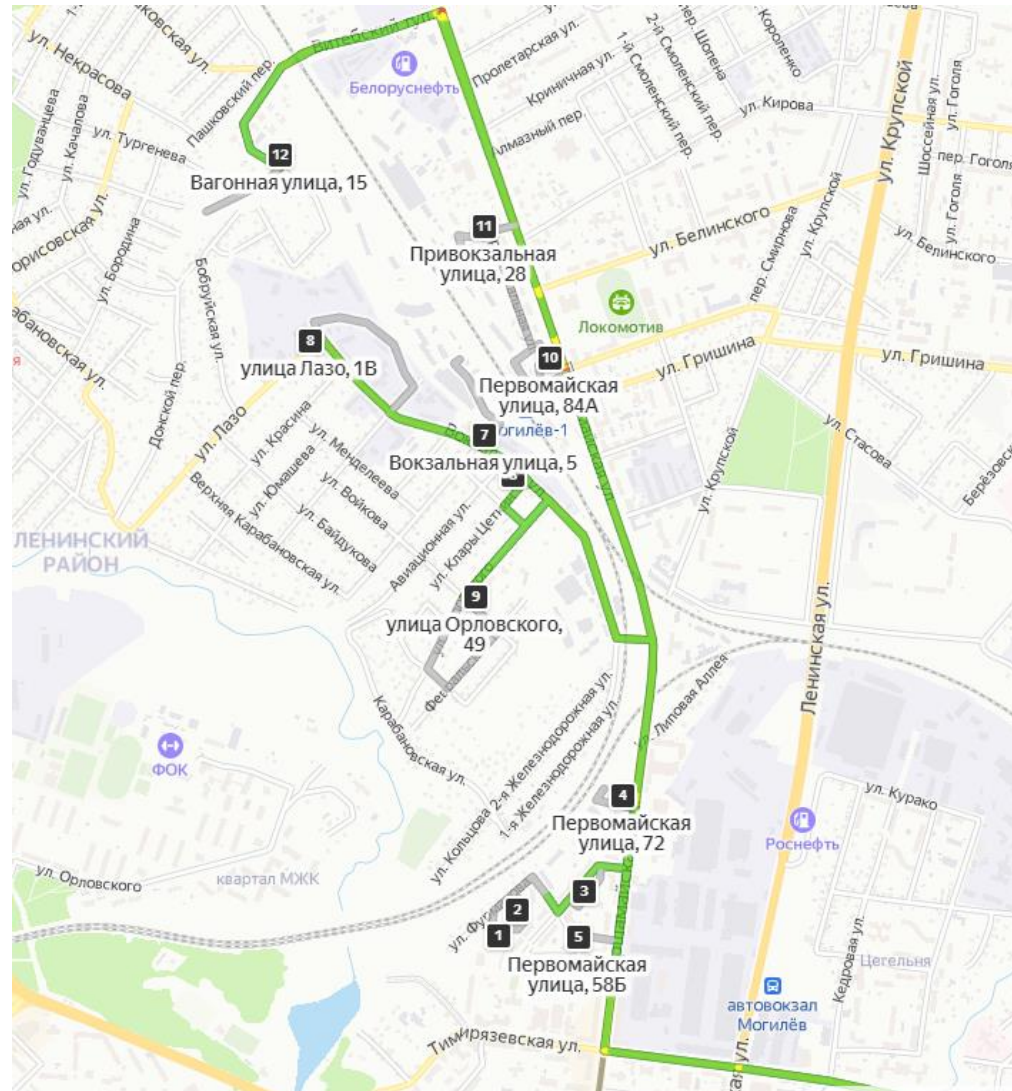 Витебский
ул. Некрасова
Пашковский пер.
Белоруснефть
Пролетарская ул.
Криничная ул.
1-й Смоленский пер.
2-й Смоленский пер.
пер. Шопена
Короленко
ул. Кирова
ул. Крупской
Шоссейная ул.
ул. Гоголя
пер. Гоголя
ул. Гоголя
ул. Годуванцева
ул. Качалова
ул. Тургенева
12
Вагонная улица, 15
Алмазный пер.
ул. Белинского
пер. Смирнова
ул. Крупской
ул. Белинского
11
Привокзальная
улица, 28
ул. Бородина
Бобруйская ул.
Локомотив
8
улица Лазо, 1В
10
Первомайская
улица, 84А
ул. Гришина
ул. Гришина
Донской пер.
ул. Лазо
ул. Красина
ул. Юмашева
ул. Менделеева
ул. Войкова
ул. Байдукова
Верхняя Карабановская ул.
7
Вокзальная улица, 5
ул. Крупской
ул. Стасова
ЛЕНИНСКИЙ
РАЙОН
Авиационная ул.
9
улица Орловского,
49
Ленинская ул.
Карабановская ул.
Липовая Аллея
2-я Железнодорожная ул.
1-я Железнодорожная ул.
ул. Кольцова
ФОК
4
Первомайская
улица, 72
ул. Курако
Роснефть
ул. Орловского
квартал МЖК
3
2
1
5
Первомайская
улица, 58Б
Кедровая ул.
Цегельня
автовокзал
Могилёв
Тимирязевская ул.